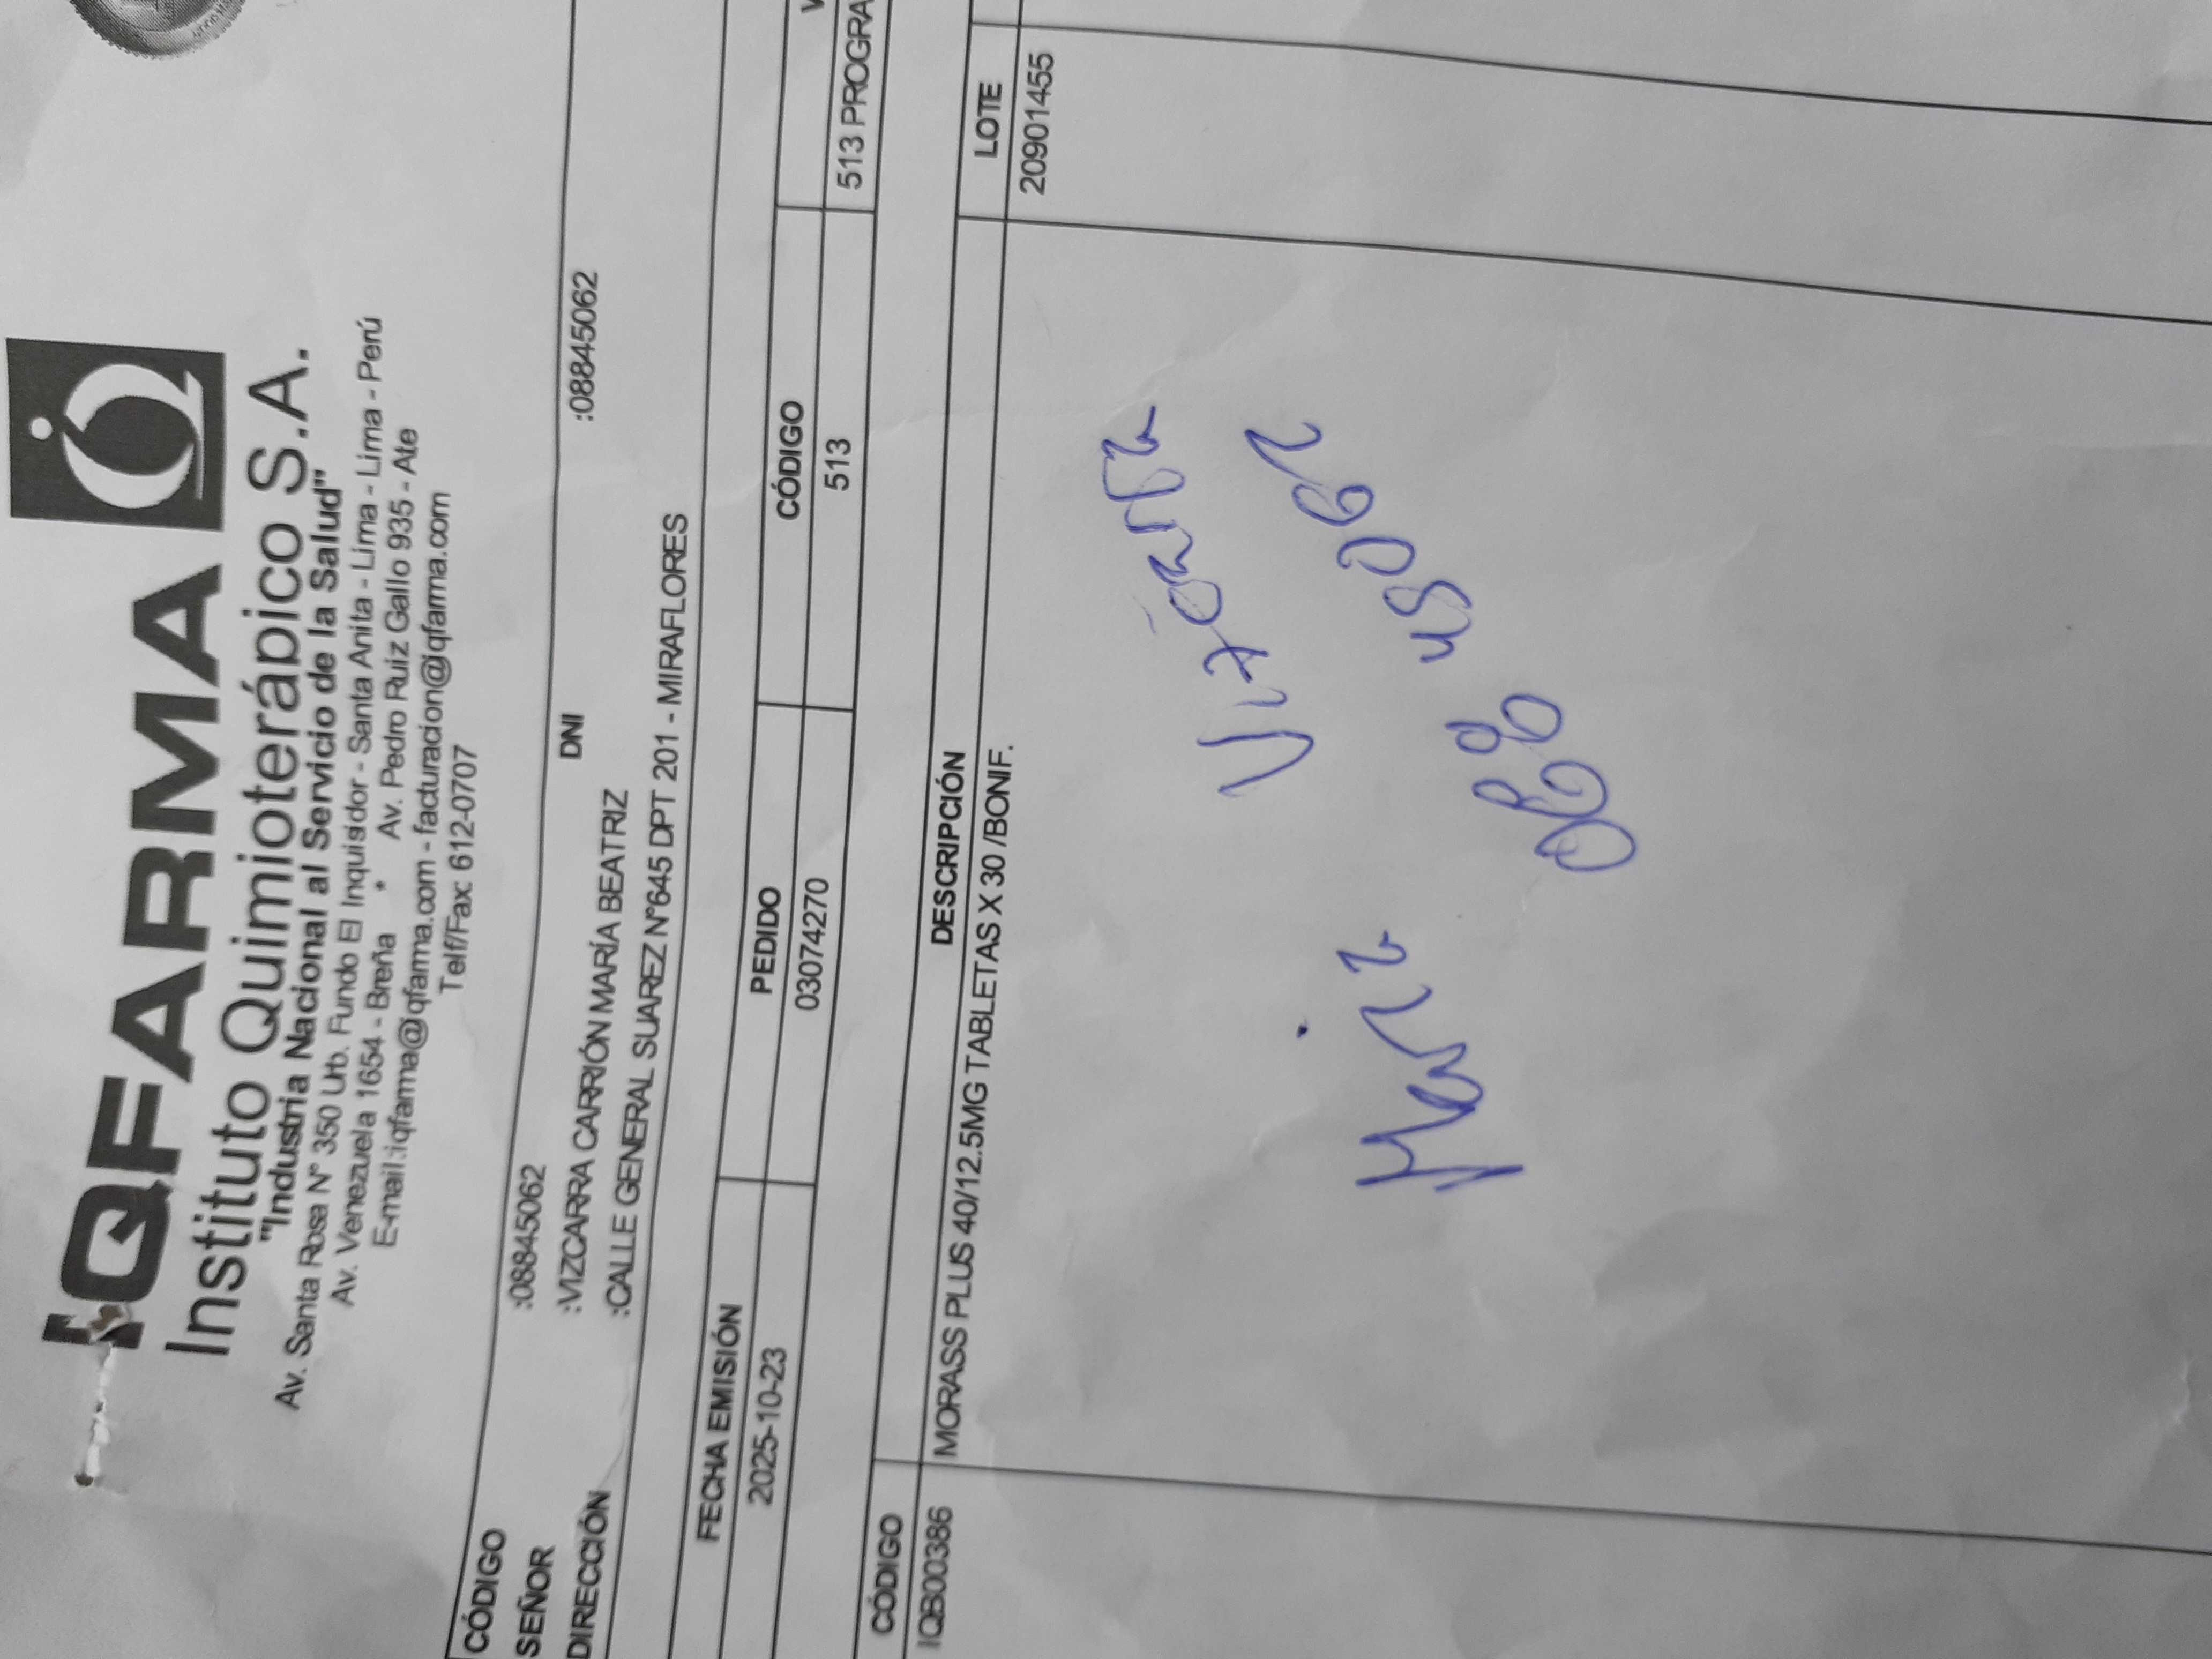 IQFARMA
Instituto Quimioterápico S.A.
"Industria Nacional al Servicio de la Salud"
Av. Santa Rosa N° 350 Urb. Fundo El Inquisidor - Santa Anita - Lima - Lima - Perú
Av. Venezuela 1654 - Breña * Av. Pedro Ruiz Gallo 935 - Ate
E-mail:iqfarma@iqfarma.com - facturacion@iqfarma.com
Telf/Fax: 612-0707
CÓDIGO :08845062
SEÑOR :VIZCARRA CARRIÓN MARÍA BEATRIZ DNI :08845062
DIRECCIÓN :CALLE GENERAL SUAREZ N°645 DPT 201 - MIRAFLORES
FECHA EMISIÓN PEDIDO CÓDIGO
2025-10-23 03074270 513 513 PROGRA
CÓDIGO DESCRIPCIÓN LOTE
IQB00386 MORASS PLUS 40/12.5MG TABLETAS X 30 /BONIF. 20901455
María Vizcarra